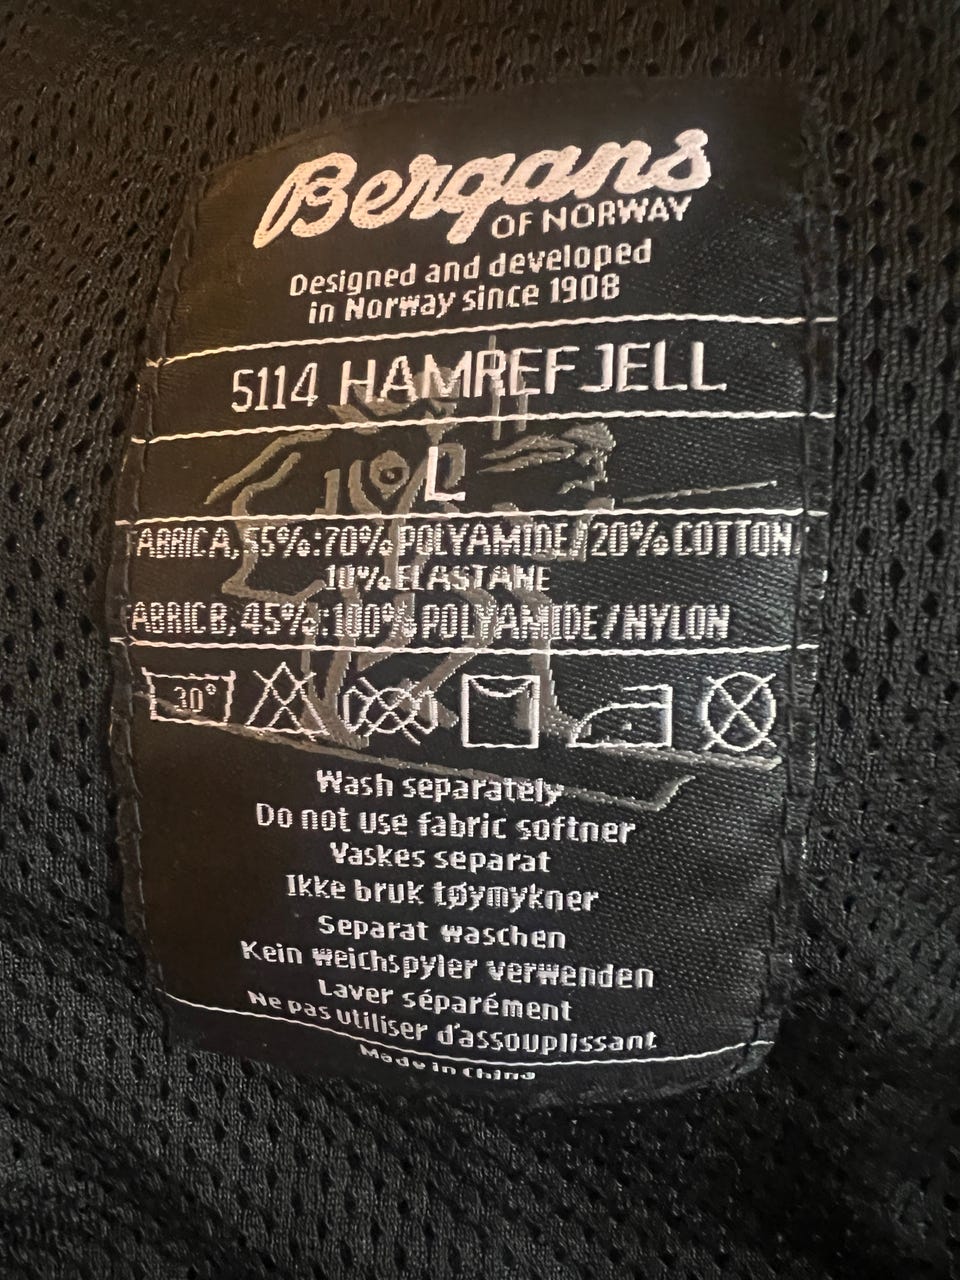 Bergans
OF NORWAY
Designed and developed
in Norway since 1908
5114 HAMREFJELL
L
FABRIC A, 55%:70% POLYAMIDE/20% COTTON,
10% ELASTANE
FABRIC B, 45%:100% POLYAMIDE/NYLON
30°
Wash separately
Do not use fabric softner
Vaskes separat
Ikke bruk tøymykner
Separat waschen
Kein weichspyler verwenden
Laver séparément
Ne pas utiliser d'assouplissant
Made in China